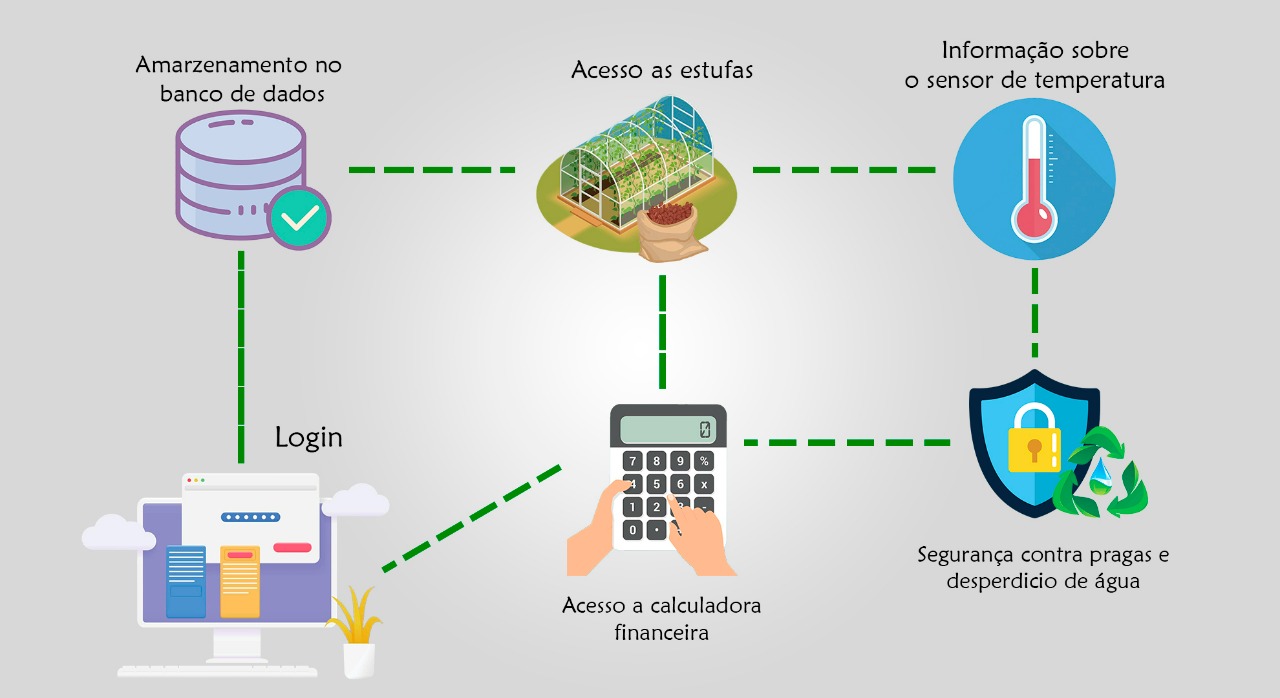 Amarzenamento no
banco de dados
Acesso as estufas
Informação sobre
o sensor de temperatura
Login
0
7 8 9 %
4 5 6 x
1 2 -
0 •
Acesso a calculadora
financeira
Segurança contra pragas e
desperdicio de água